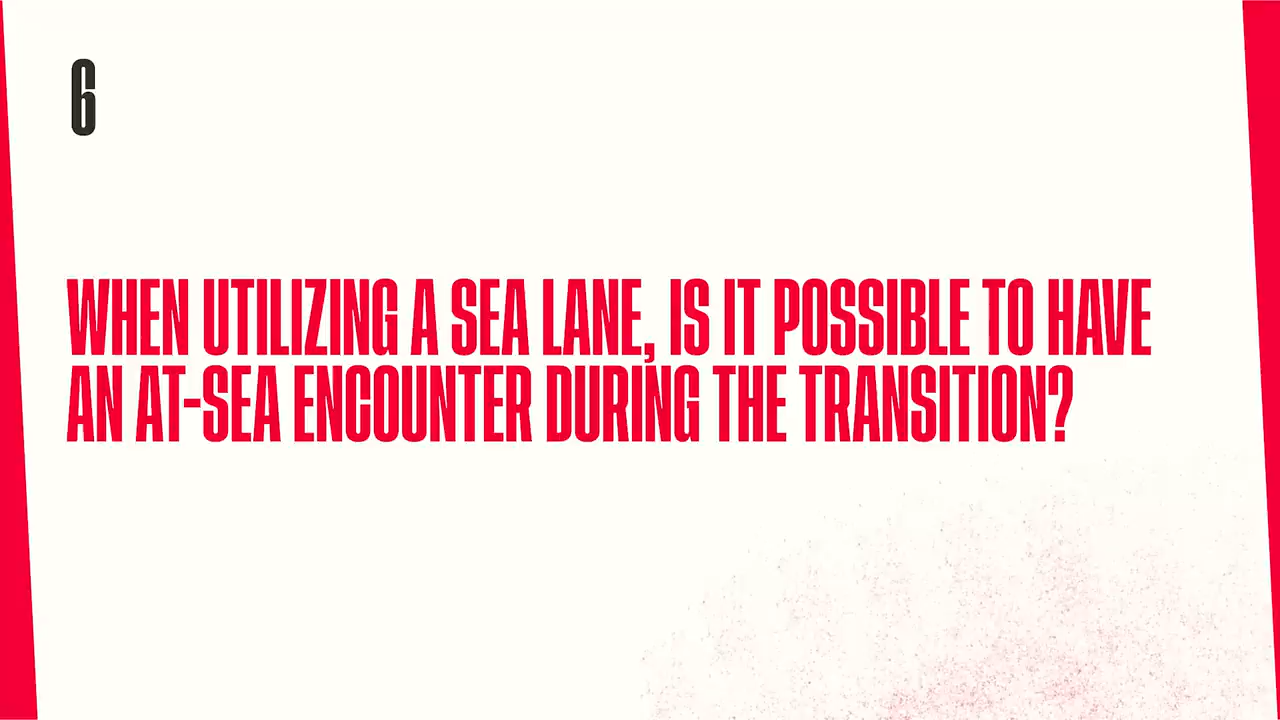 6
WHEN UTILIZING A SEA LANE, IS IT POSSIBLE TO HAVE
AN AT-SEA ENCOUNTER DURING THE TRANSITION?